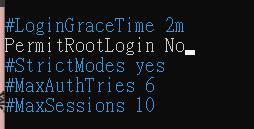 #LoginGraceTime 2m
PermitRootLogin No
#StrictModes yes
#MaxAuthTries 6
#MaxSessions 10